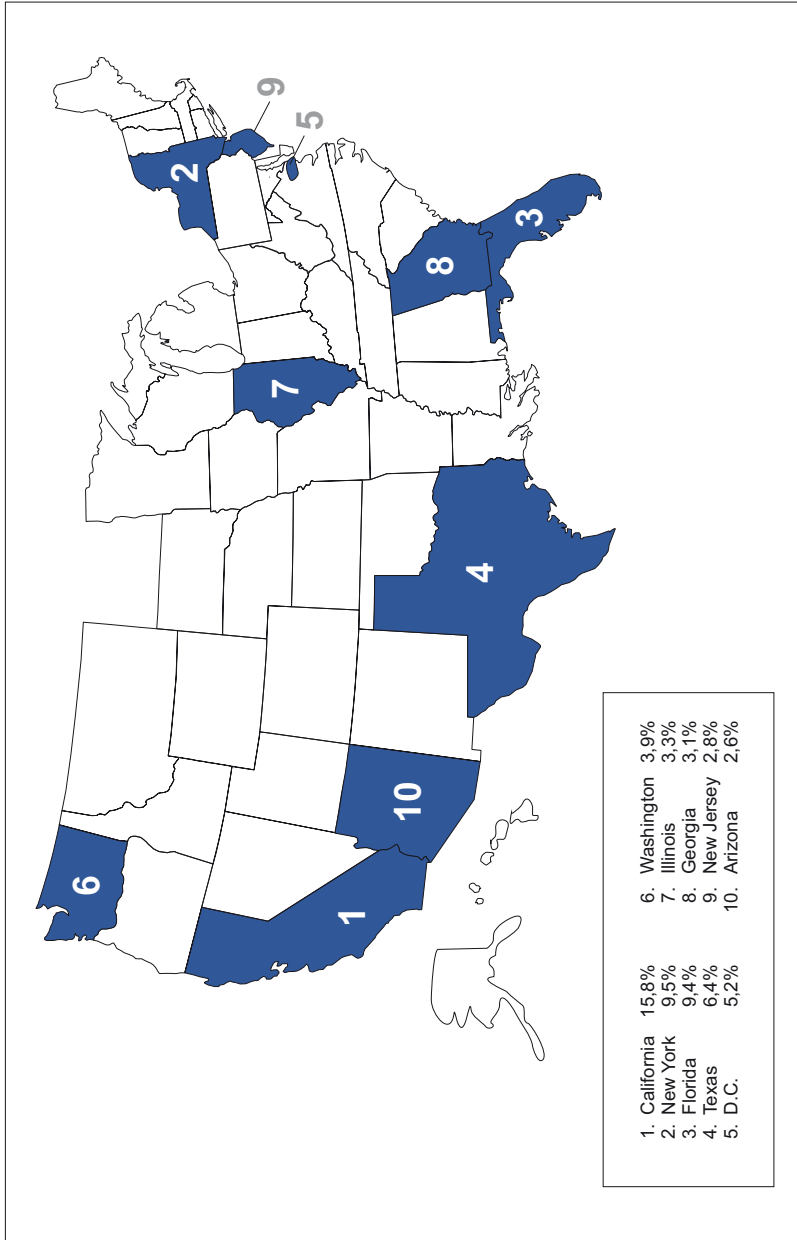 6
1
10
4
7
2
9
5
8
3
1. California 15,8%
2. New York 9,5%
3. Florida 9,4%
4. Texas 6,4%
5. D.C. 5,2%
6. Washington 3,9%
7. Illinois 3,3%
8. Georgia 3,1%
9. New Jersey 2,8%
10. Arizona 2,6%